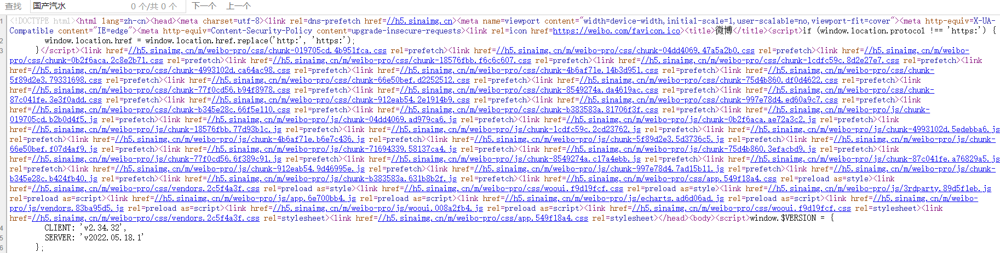 查找 国产汽水 0 个/共 0 个 下一个 上一个
1 <!DOCTYPE html><html lang=zh-cn><head><meta charset=utf-8><link rel=dns-prefetch href=//h5.sinaimg.cn><meta name=viewport content="width=device-width,initial-scale=1,user-scalable=no,viewport-fit=cover"><meta http-equiv=X-UA-
Compatible content="IE=edge"><meta http-equiv=Content-Security-Policy content=upgrade-insecure-requests><link rel=icon href=https://weibo.com/favicon.ico><title>微博</title><script>if (window.location.protocol !== 'https:') {
2 window.location.href = window.location.href.replace('http:', 'https:');
3 }</script><link href=//h5.sinaimg.cn/m/weibo-pro/css/chunk-019705cd.4b951fca.css rel=prefetch><link href=//h5.sinaimg.cn/m/weibo-pro/css/chunk-04dd4069.47a5a2b0.css rel=prefetch><link href=//h5.sinaimg.cn/m/weibo-
pro/css/chunk-0b2f6aca.2c8e2b71.css rel=prefetch><link href=//h5.sinaimg.cn/m/weibo-pro/css/chunk-18576fbb.f6c6c607.css rel=prefetch><link href=//h5.sinaimg.cn/m/weibo-pro/css/chunk-1cdfc59c.8d2e27e7.css rel=prefetch><link
href=//h5.sinaimg.cn/m/weibo-pro/css/chunk-4993102d.ca64ac98.css rel=prefetch><link href=//h5.sinaimg.cn/m/weibo-pro/css/chunk-4b6af71e.14b3d951.css rel=prefetch><link href=//h5.sinaimg.cn/m/weibo-pro/css/chunk-
5f89d2e3.79331698.css rel=prefetch><link href=//h5.sinaimg.cn/m/weibo-pro/css/chunk-66e50bef.d2252512.css rel=prefetch><link href=//h5.sinaimg.cn/m/weibo-pro/css/chunk-75d4b860.df0d4622.css rel=prefetch><link
href=//h5.sinaimg.cn/m/weibo-pro/css/chunk-77f0cd56.b94f8978.css rel=prefetch><link href=//h5.sinaimg.cn/m/weibo-pro/css/chunk-8549274a.da4619ac.css rel=prefetch><link href=//h5.sinaimg.cn/m/weibo-pro/css/chunk-
87c041fe.3e3f0add.css rel=prefetch><link href=//h5.sinaimg.cn/m/weibo-pro/css/chunk-912eab54.2e1914b9.css rel=prefetch><link href=//h5.sinaimg.cn/m/weibo-pro/css/chunk-997e78d4.ed60a9c7.css rel=prefetch><link
href=//h5.sinaimg.cn/m/weibo-pro/css/chunk-b345e28c.66f5e110.css rel=prefetch><link href=//h5.sinaimg.cn/m/weibo-pro/css/chunk-b383583a.81706f3f.css rel=prefetch><link href=//h5.sinaimg.cn/m/weibo-pro/js/chunk-
019705cd.b2b0d4f5.js rel=prefetch><link href=//h5.sinaimg.cn/m/weibo-pro/js/chunk-04dd4069.ad979ca6.js rel=prefetch><link href=//h5.sinaimg.cn/m/weibo-pro/js/chunk-0b2f6aca.ae72a3c2.js rel=prefetch><link
href=//h5.sinaimg.cn/m/weibo-pro/js/chunk-18576fbb.77d93b1c.js rel=prefetch><link href=//h5.sinaimg.cn/m/weibo-pro/js/chunk-1cdfc59c.2cd23762.js rel=prefetch><link href=//h5.sinaimg.cn/m/weibo-pro/js/chunk-4993102d.5edebba6.js
rel=prefetch><link href=//h5.sinaimg.cn/m/weibo-pro/js/chunk-4b6af71e.b6e7c436.js rel=prefetch><link href=//h5.sinaimg.cn/m/weibo-pro/js/chunk-5f89d2e3.5d3736c5.js rel=prefetch><link href=//h5.sinaimg.cn/m/weibo-pro/js/chunk-
66e50bef.f07d4af9.js rel=prefetch><link href=//h5.sinaimg.cn/m/weibo-pro/js/chunk-71694339.58137ca4.js rel=prefetch><link href=//h5.sinaimg.cn/m/weibo-pro/js/chunk-75d4b860.3efacbd9.js rel=prefetch><link
href=//h5.sinaimg.cn/m/weibo-pro/js/chunk-77f0cd56.6f389c91.js rel=prefetch><link href=//h5.sinaimg.cn/m/weibo-pro/js/chunk-8549274a.c17a4ebb.js rel=prefetch><link href=//h5.sinaimg.cn/m/weibo-pro/js/chunk-87c041fe.a76829a5.js
rel=prefetch><link href=//h5.sinaimg.cn/m/weibo-pro/js/chunk-912eab54.9d46995e.js rel=prefetch><link href=//h5.sinaimg.cn/m/weibo-pro/js/chunk-997e78d4.7ad15b11.js rel=prefetch><link href=//h5.sinaimg.cn/m/weibo-pro/js/chunk-
b345e28c.b424fb40.js rel=prefetch><link href=//h5.sinaimg.cn/m/weibo-pro/js/chunk-b383583a.631b8b2f.js rel=prefetch><link href=//h5.sinaimg.cn/m/weibo-pro/css/app.549f18a4.css rel=preload as=style><link
href=//h5.sinaimg.cn/m/weibo-pro/css/vendors.2c5f4a3f.css rel=preload as=style><link href=//h5.sinaimg.cn/m/weibo-pro/css/wooui.f9d19fcf.css rel=preload as=style><link href=//h5.sinaimg.cn/m/weibo-pro/js/3rdparty.89d5f1eb.js
rel=preload as=script><link href=//h5.sinaimg.cn/m/weibo-pro/js/app.6e700bb4.js rel=preload as=script><link href=//h5.sinaimg.cn/m/weibo-pro/js/echarts.ad6d06ad.js rel=preload as=script><link href=//h5.sinaimg.cn/m/weibo-
pro/js/vendors.83ba95d5.js rel=preload as=script><link href=//h5.sinaimg.cn/m/weibo-pro/js/wooui.008a2fb4.js rel=preload as=script><link href=//h5.sinaimg.cn/m/weibo-pro/css/wooui.f9d19fcf.css rel=stylesheet><link
href=//h5.sinaimg.cn/m/weibo-pro/css/vendors.2c5f4a3f.css rel=stylesheet><link href=//h5.sinaimg.cn/m/weibo-pro/css/app.549f18a4.css rel=stylesheet></head><body><script>window.$VERSION = {
4 CLIENT: 'v2.34.32',
5 SERVER: 'v2022.05.18.1'
6 };